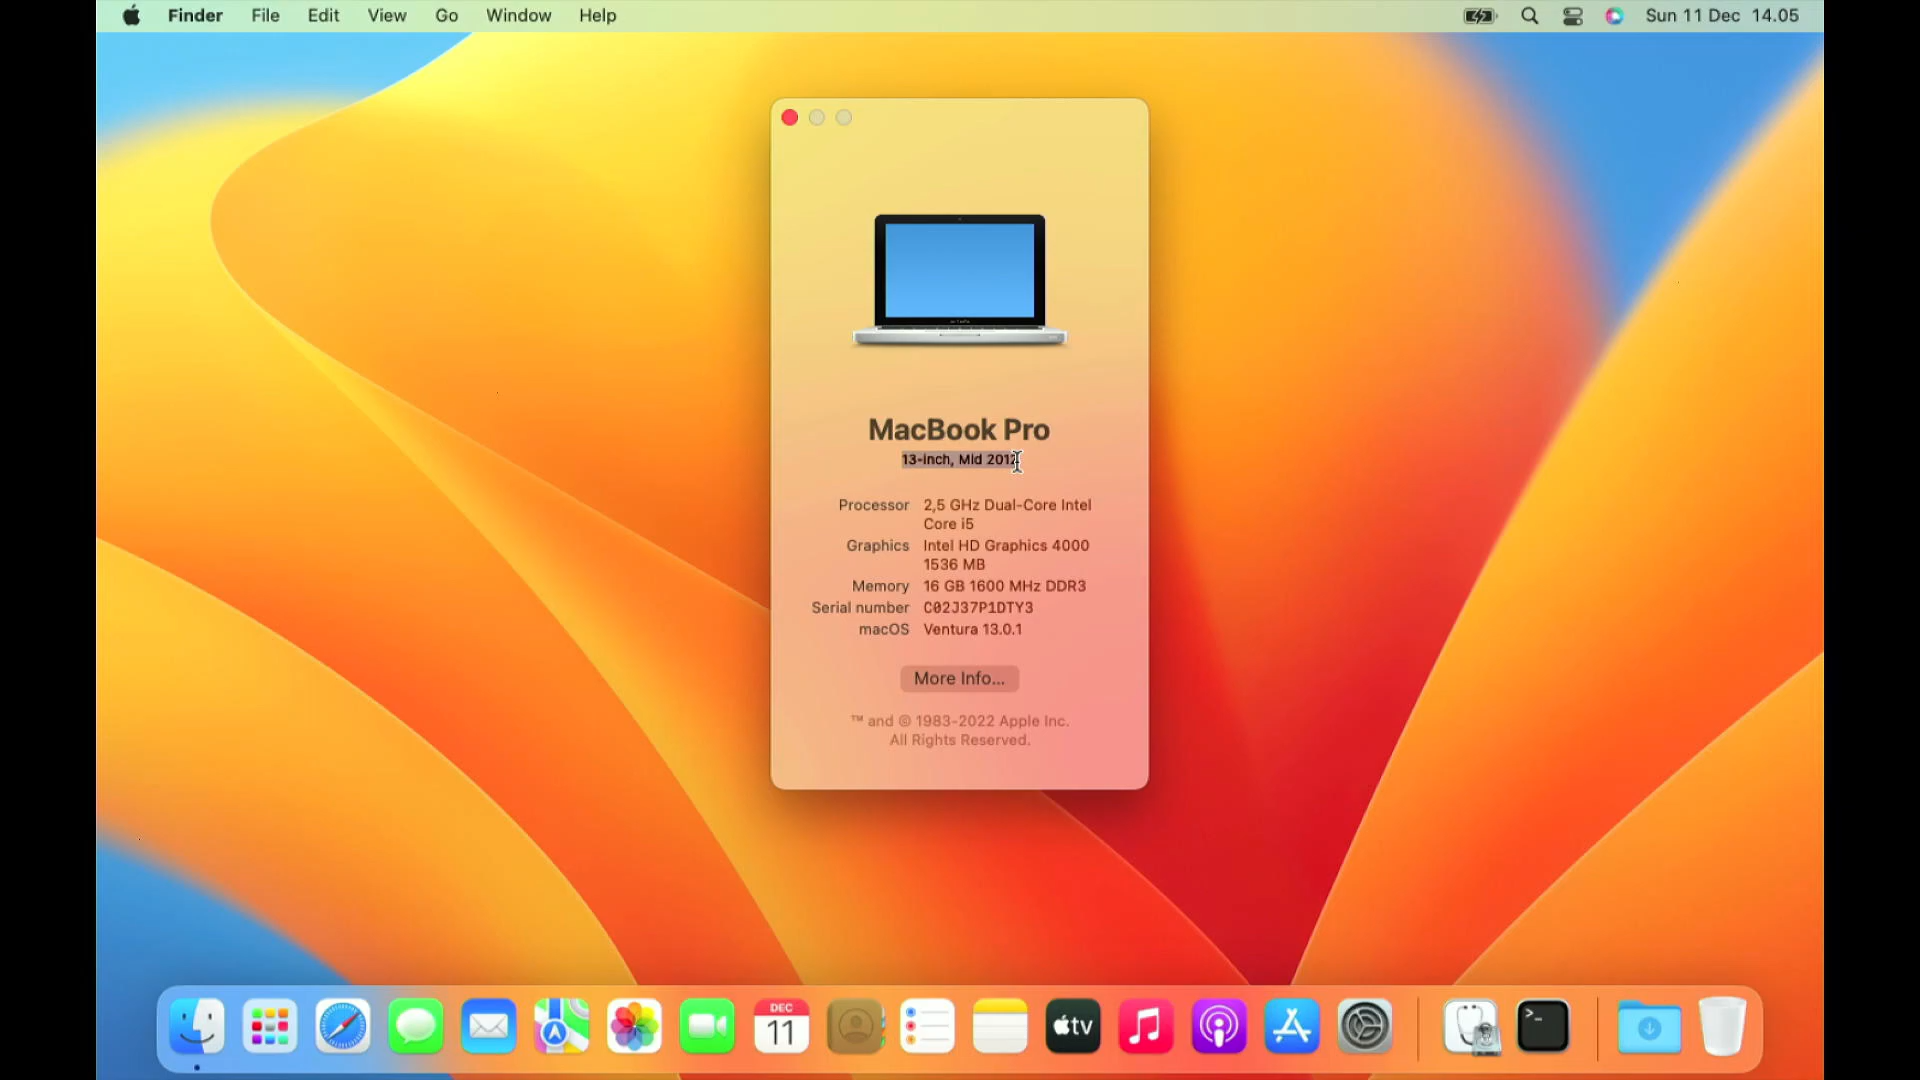 Finder File Edit View Go Window Help Sun 11 Dec 14.05
MacBook Pro
13-inch, Mid 2012
Processor 2,5 GHz Dual-Core Intel
Core i5
Graphics Intel HD Graphics 4000
1536 MB
Memory 16 GB 1600 MHz DDR3
Serial number C02J37P1DTY3
macOS Ventura 13.0.1
More Info...
™ and © 1983-2022 Apple Inc.
All Rights Reserved.
DEC
11
tv
>_